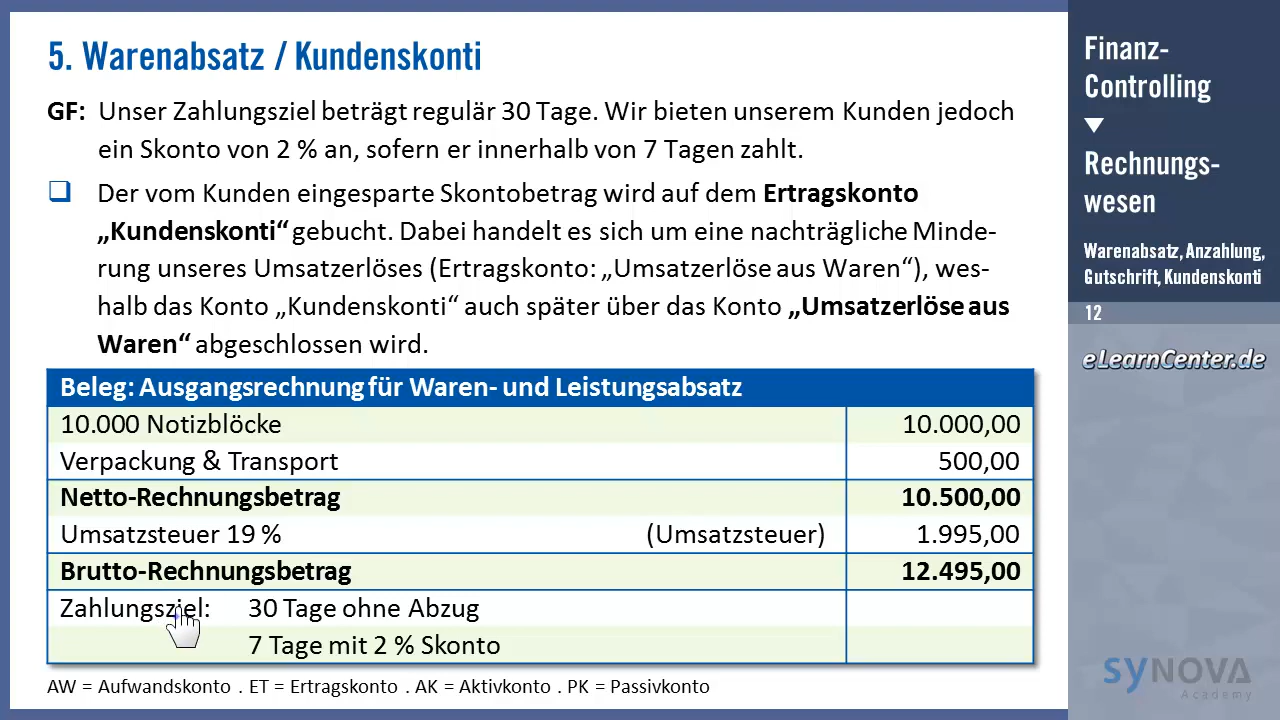 5. Warenabsatz / Kundenskonti
GF: Unser Zahlungsziel beträgt regulär 30 Tage. Wir bieten unserem Kunden jedoch
ein Skonto von 2 % an, sofern er innerhalb von 7 Tagen zahlt.
Der vom Kunden eingesparte Skontobetrag wird auf dem Ertragskonto
„Kundenskonti“ gebucht. Dabei handelt es sich um eine nachträgliche Minde-
rung unseres Umsatzerlöses (Ertragskonto: „Umsatzerlöse aus Waren“), wes-
halb das Konto „Kundenskonti“ auch später über das Konto „Umsatzerlöse aus
Waren“ abgeschlossen wird.
Beleg: Ausgangsrechnung für Waren- und Leistungsabsatz
10.000 Notizblöcke 10.000,00
Verpackung & Transport 500,00
Netto-Rechnungsbetrag 10.500,00
Umsatzsteuer 19 % (Umsatzsteuer) 1.995,00
Brutto-Rechnungsbetrag 12.495,00
Zahlungsziel: 30 Tage ohne Abzug
7 Tage mit 2 % Skonto
AW = Aufwandskonto . ET = Ertragskonto . AK = Aktivkonto . PK = Passivkonto
Finanz-
Controlling
Rechnungs-
wesen
Warenabsatz, Anzahlung,
Gutschrift, Kundenskonti
12
eLearnCenter.de
SYNOVA
Academy